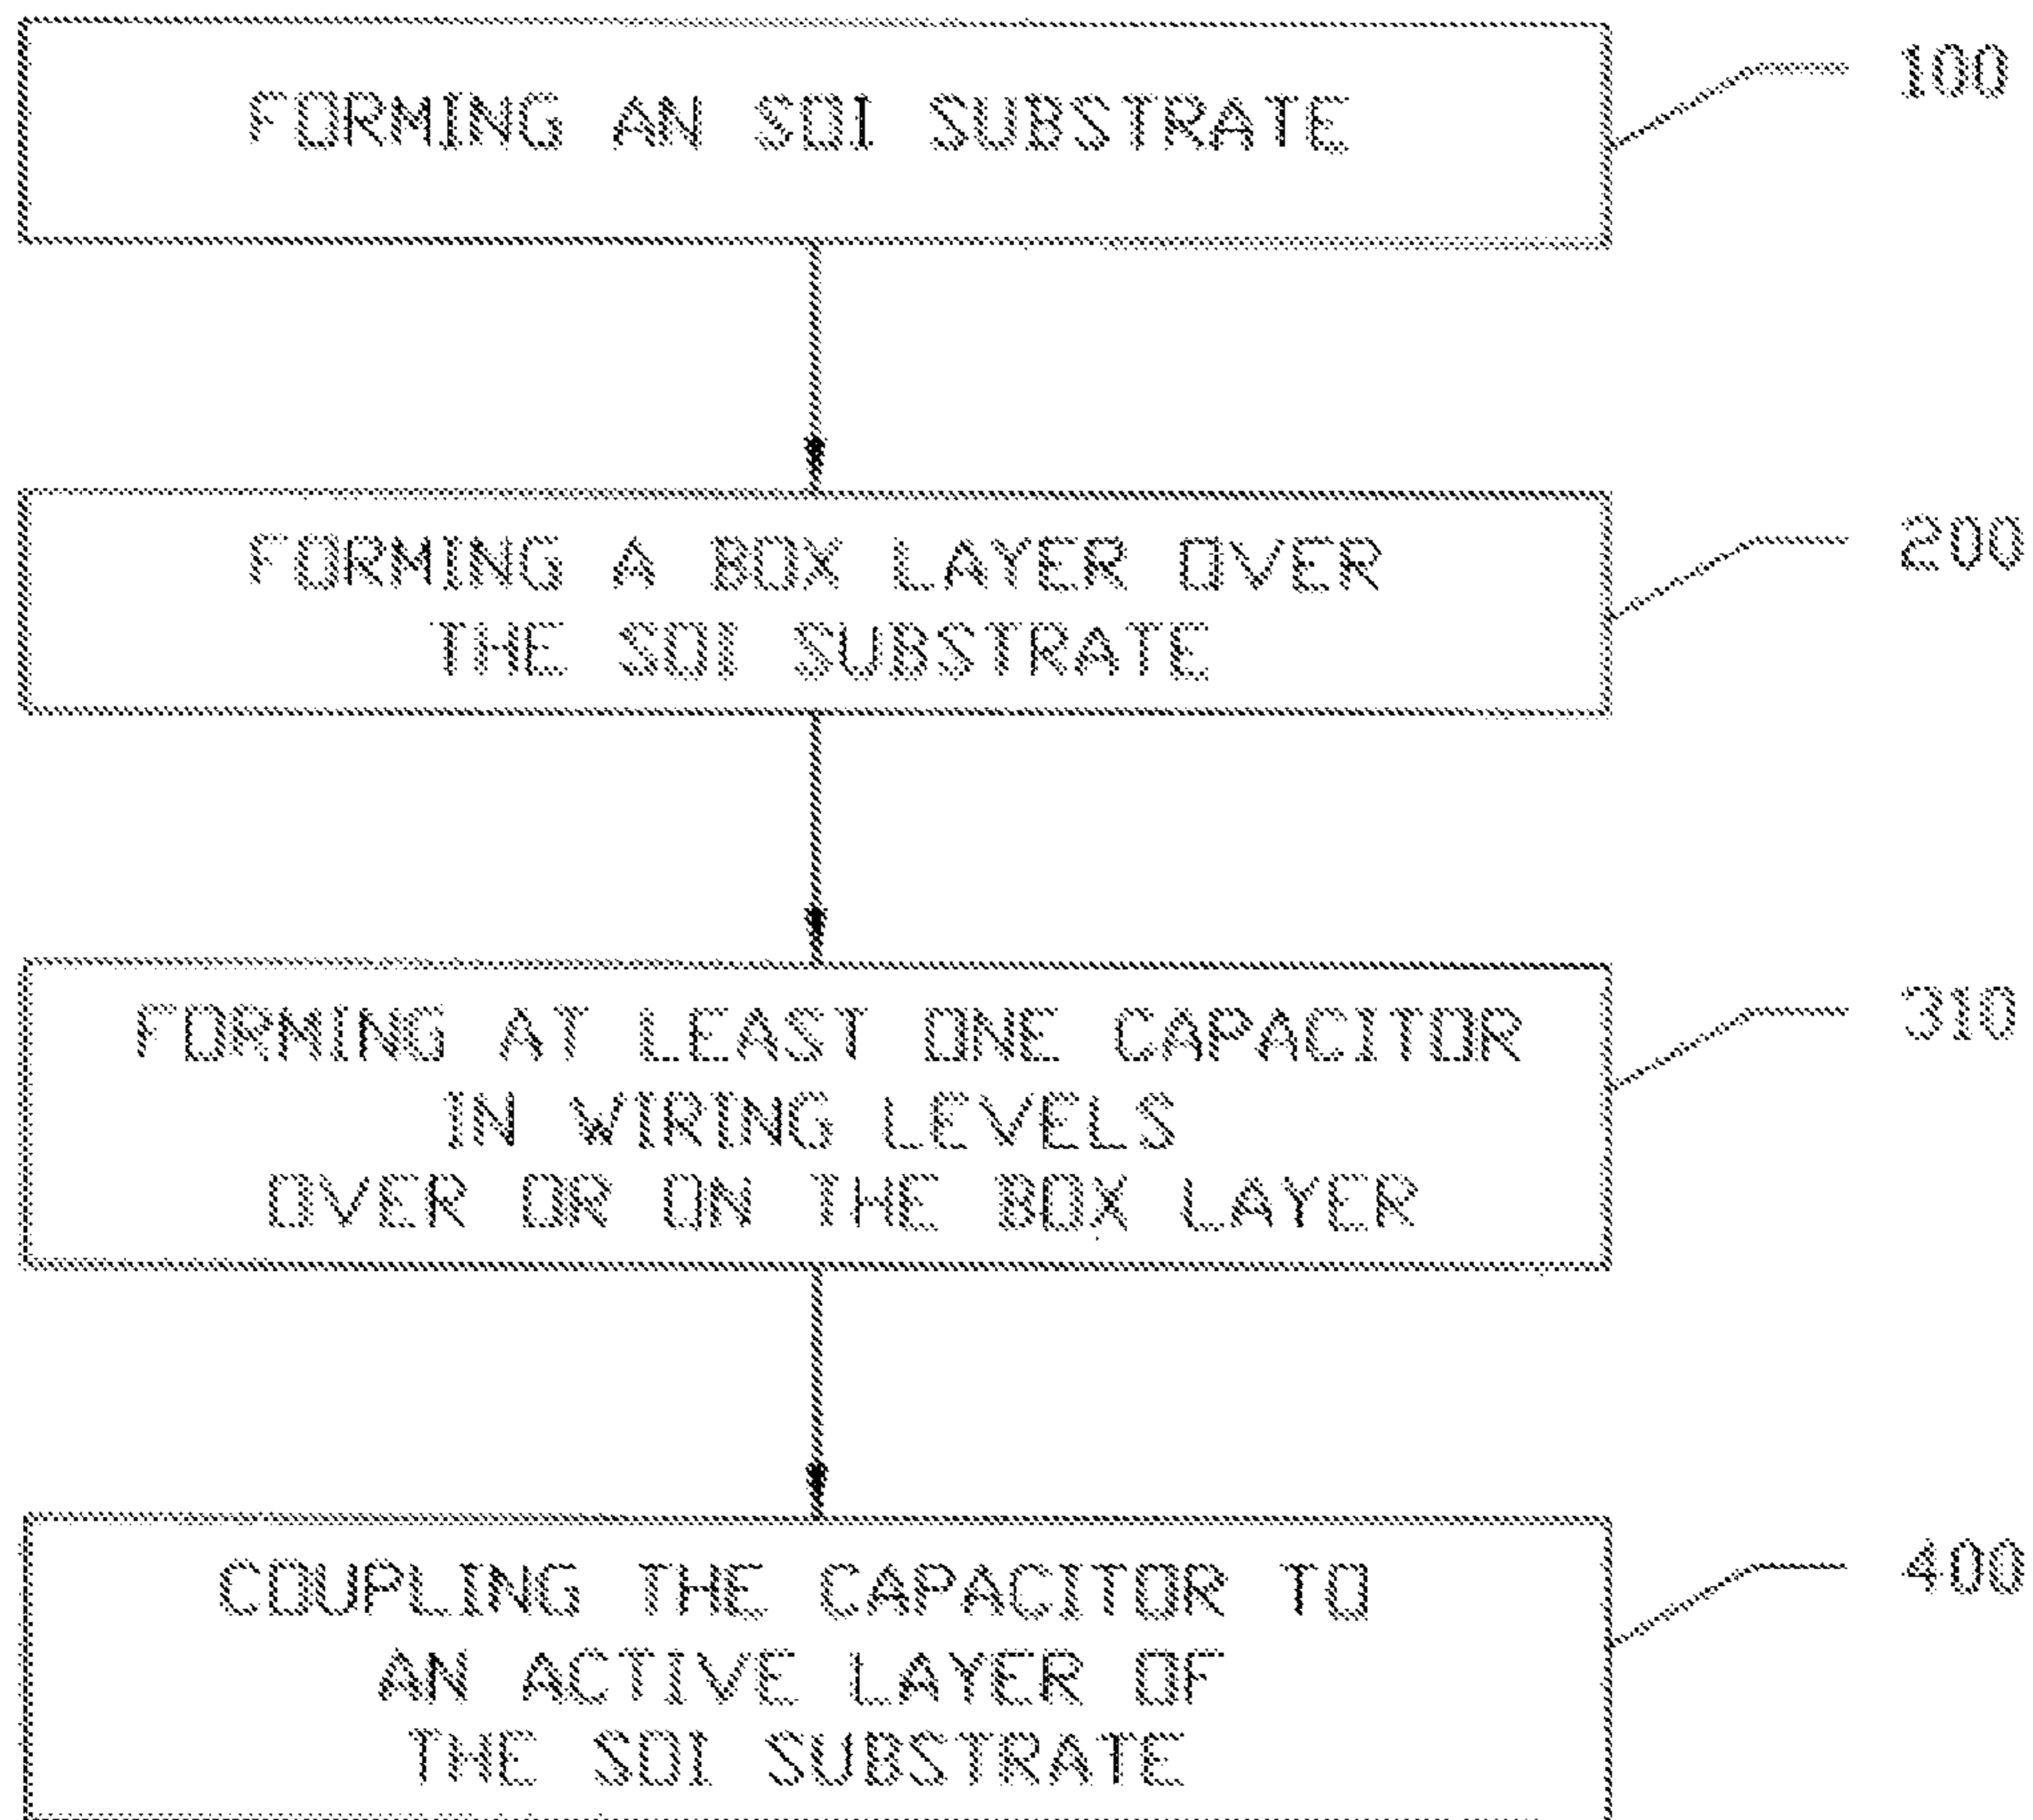 FORMING AN SOI SUBSTRATE
100
FORMING A BOX LAYER OVER
THE SOI SUBSTRATE
200
FORMING AT LEAST ONE CAPACITOR
IN WIRING LEVELS
OVER OR ON THE BOX LAYER
310
COUPLING THE CAPACITOR TO
AN ACTIVE LAYER OF
THE SOI SUBSTRATE
400